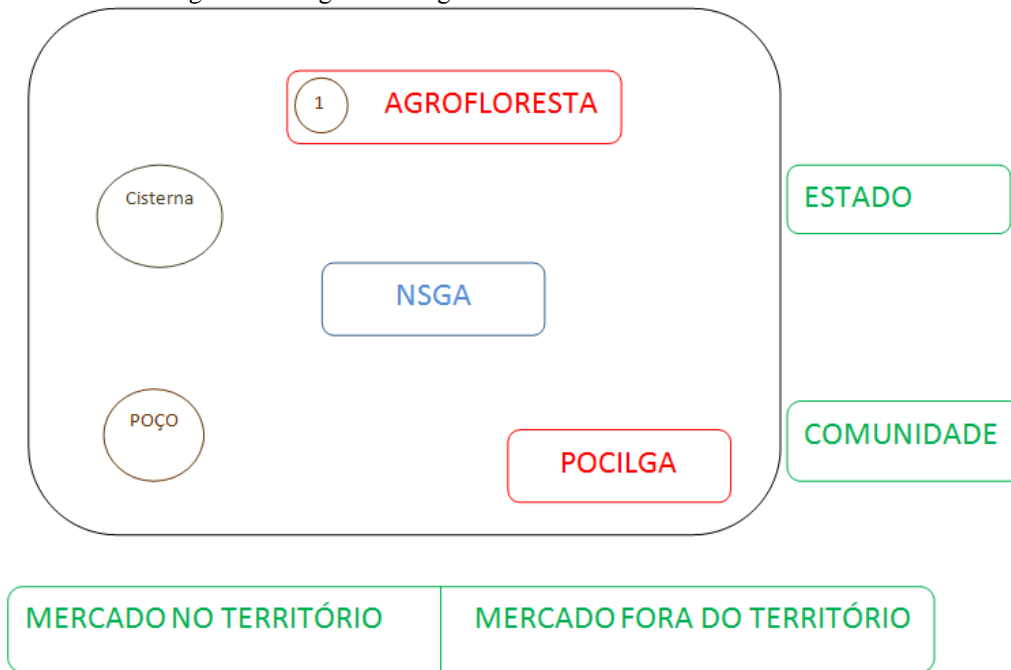 1 AGROFLORESTA
Cisterna
ESTADO
NSGA
POÇO
COMUNIDADE
POCILGA
MERCADO NO TERRITÓRIO
MERCADO FORA DO TERRITÓRIO